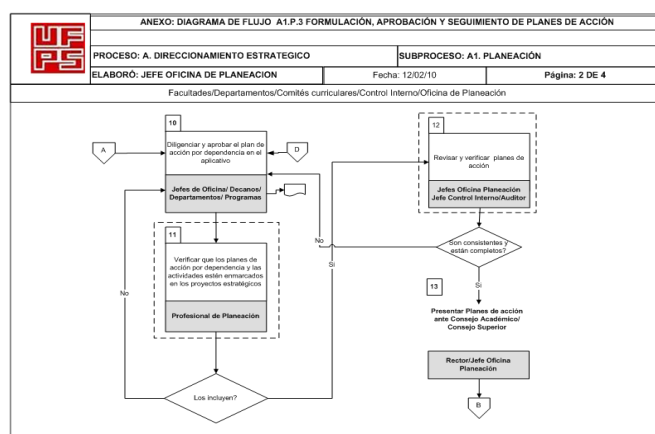 ANEXO: DIAGRAMA DE FLUJO A1.P.3 FORMULACIÓN, APROBACIÓN Y SEGUIMIENTO DE PLANES DE ACCIÓN
UFPS
PROCESO: A. DIRECCIONAMIENTO ESTRATEGICO
SUBPROCESO: A1. PLANEACIÓN
ELABORÓ: JEFE OFICINA DE PLANEACION
Fecha: 12/02/10
Página: 2 DE 4
Facultades/Departamentos/Comités curriculares/Control Interno/Oficina de Planeación
A
10
Diligenciar y aprobar el plan de
acción por dependencia en el
aplicativo
Jefes de Oficina/ Decanos/
Departamentos/ Programas
D
11
Verificar que los planes de
acción por dependencia y las
actividades estén enmarcados
en los proyectos estratégicos
Profesional de Planeación
No
Los incluyen?
Si
12
Revisar y verificar planes de
acción
Jefes Oficina Planeación
Jefe Control Interno/Auditor
No
Son consistentes y
están completos?
Si
13
Presentar Planes de acción
ante Consejo Académico/
Consejo Superior
Rector/Jefe Oficina
Planeación
B